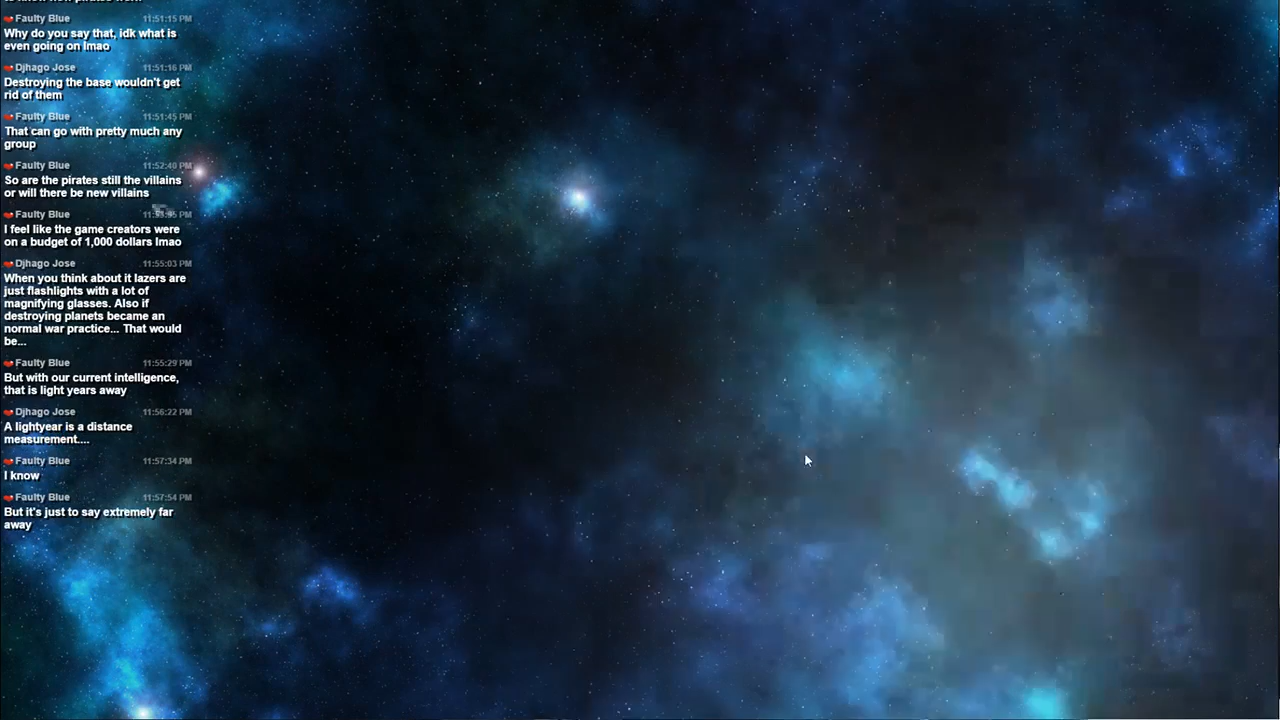 Faulty Blue 11:51:15 PM
Why do you say that, idk what is
even going on lmao
Djhago Jose 11:51:16 PM
Destroying the base wouldn't get
rid of them
Faulty Blue 11:51:45 PM
That can go with pretty much any
group
Faulty Blue 11:52:40 PM
So are the pirates still the villains
or will there be new villains
Faulty Blue PM
I feel like the game creators were
on a budget of 1,000 dollars lmao
Djhago Jose 11:55:03 PM
When you think about it lazers are
just flashlights with a lot of
magnifying glasses. Also if
destroying planets became an
normal war practice... That would
be...
Faulty Blue 11:55:29 PM
But with our current intelligence,
that is light years away
Djhago Jose 11:56:22 PM
A lightyear is a distance
measurement....
Faulty Blue 11:57:34 PM
I know
Faulty Blue 11:57:54 PM
But it's just to say extremely far
away